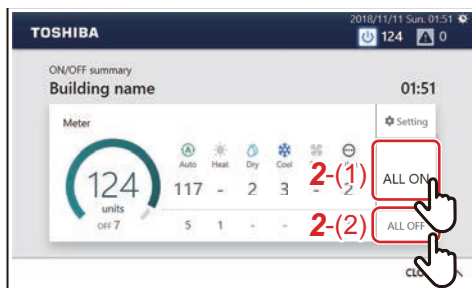 2018/11/11 Sun. 01:51
TOSHIBA 124 0
ON/OFF summary
Building name 01:51
Meter Setting
Auto Heat Dry Cool
124 117 - 2 3 - 2
2-(1) ALL ON
units
OFF 7 5 1 - -
2-(2) ALL OFF